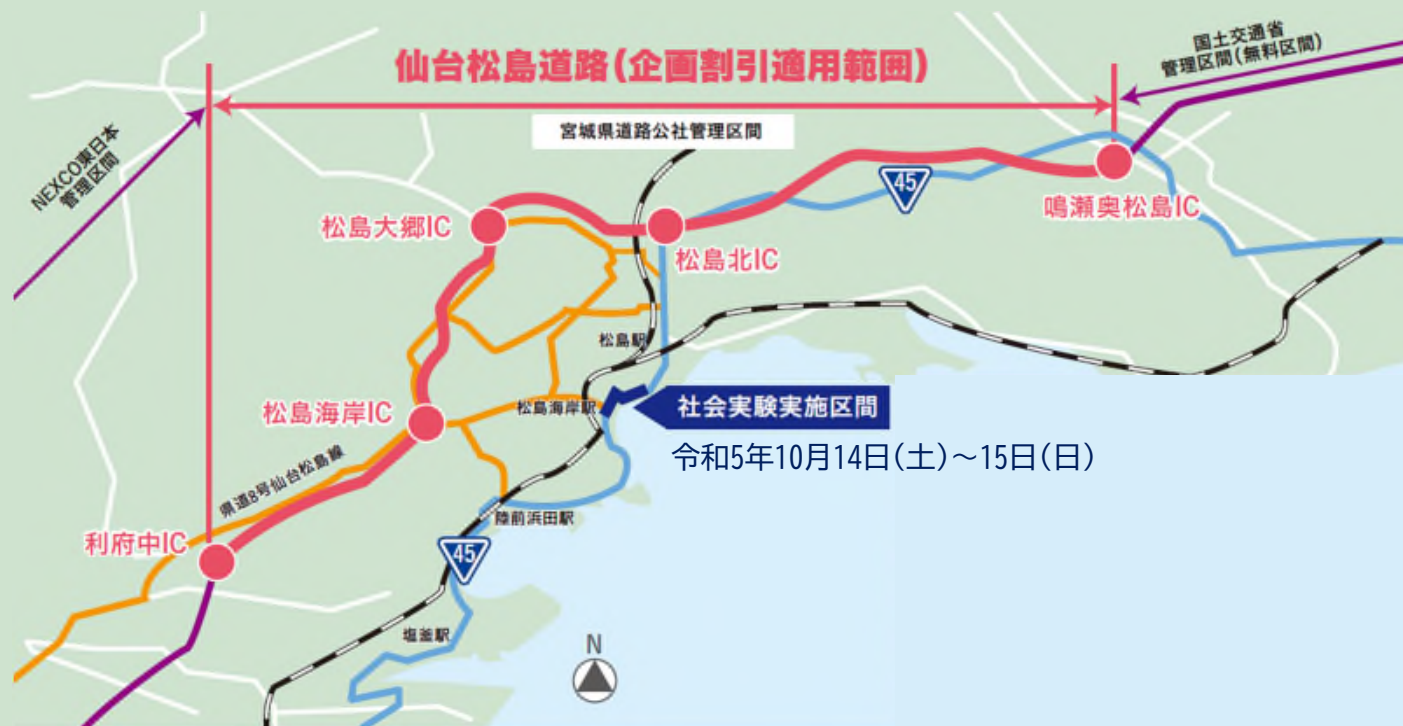 仙台松島道路(企画割引適用範囲)
国土交通省
管理区間(無料区間)
宮城県道路公社管理区間
NEXCO東日本
管理区間
45
鳴瀬奥松島IC
松島大郷IC
松島北IC
松島駅
松島海岸IC
松島海岸駅
社会実験実施区間
令和5年10月14日(土)～15日(日)
県道8号仙台松島線
陸前浜田駅
利府中IC
45
塩釜駅
N